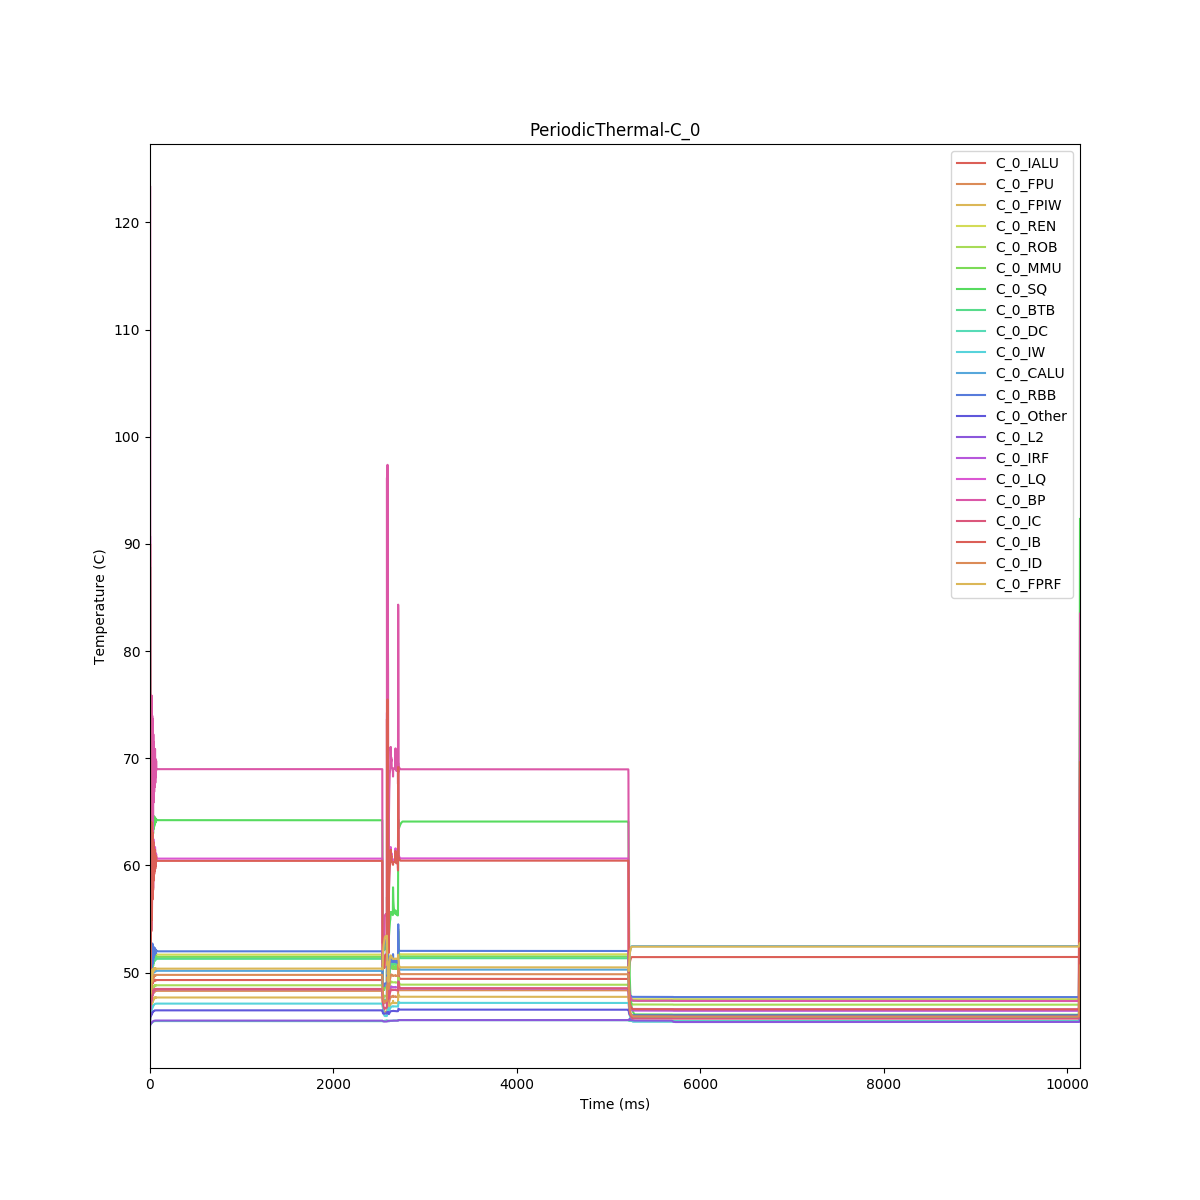 PeriodicThermal-C_0
C_0_IALU
C_0_FPU
C_0_FPIW
C_0_REN
C_0_ROB
C_0_MMU
C_0_SQ
C_0_BTB
C_0_DC
C_0_IW
C_0_CALU
C_0_RBB
C_0_Other
C_0_L2
C_0_IRF
C_0_LQ
C_0_BP
C_0_IC
C_0_IB
C_0_ID
C_0_FPRF
120
110
100
90
80
70
60
50
Temperature (C)
0 2000 4000 6000 8000 10000
Time (ms)